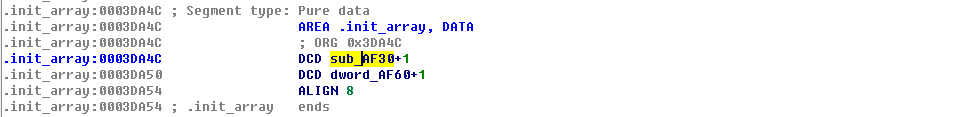 .init_array:0003DA4C ; Segment type: Pure data
.init_array:0003DA4C AREA .init_array, DATA
.init_array:0003DA4C ; ORG 0x3DA4C
.init_array:0003DA4C DCD sub_AF30+1
.init_array:0003DA50 DCD dword_AF60+1
.init_array:0003DA54 ALIGN 8
.init_array:0003DA54 ; .init_array ends